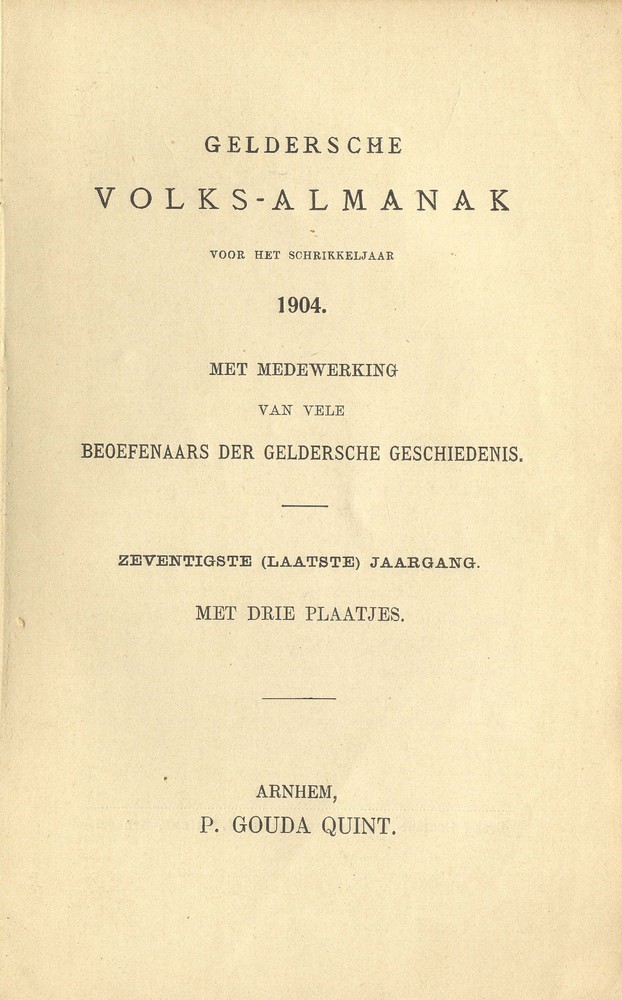 GELDERSCHE
VOLKS-ALMANAK
VOOR HET SCHRIKKELJAAR
1904.
MET MEDEWERKING
VAN VELE
BEOEFENAARS DER GELDERSCHE GESCHIEDENIS.
ZEVENTIGSTE (LAATSTE) JAARGANG.
MET DRIE PLAATJES.
ARNHEM,
P. GOUDA QUINT.